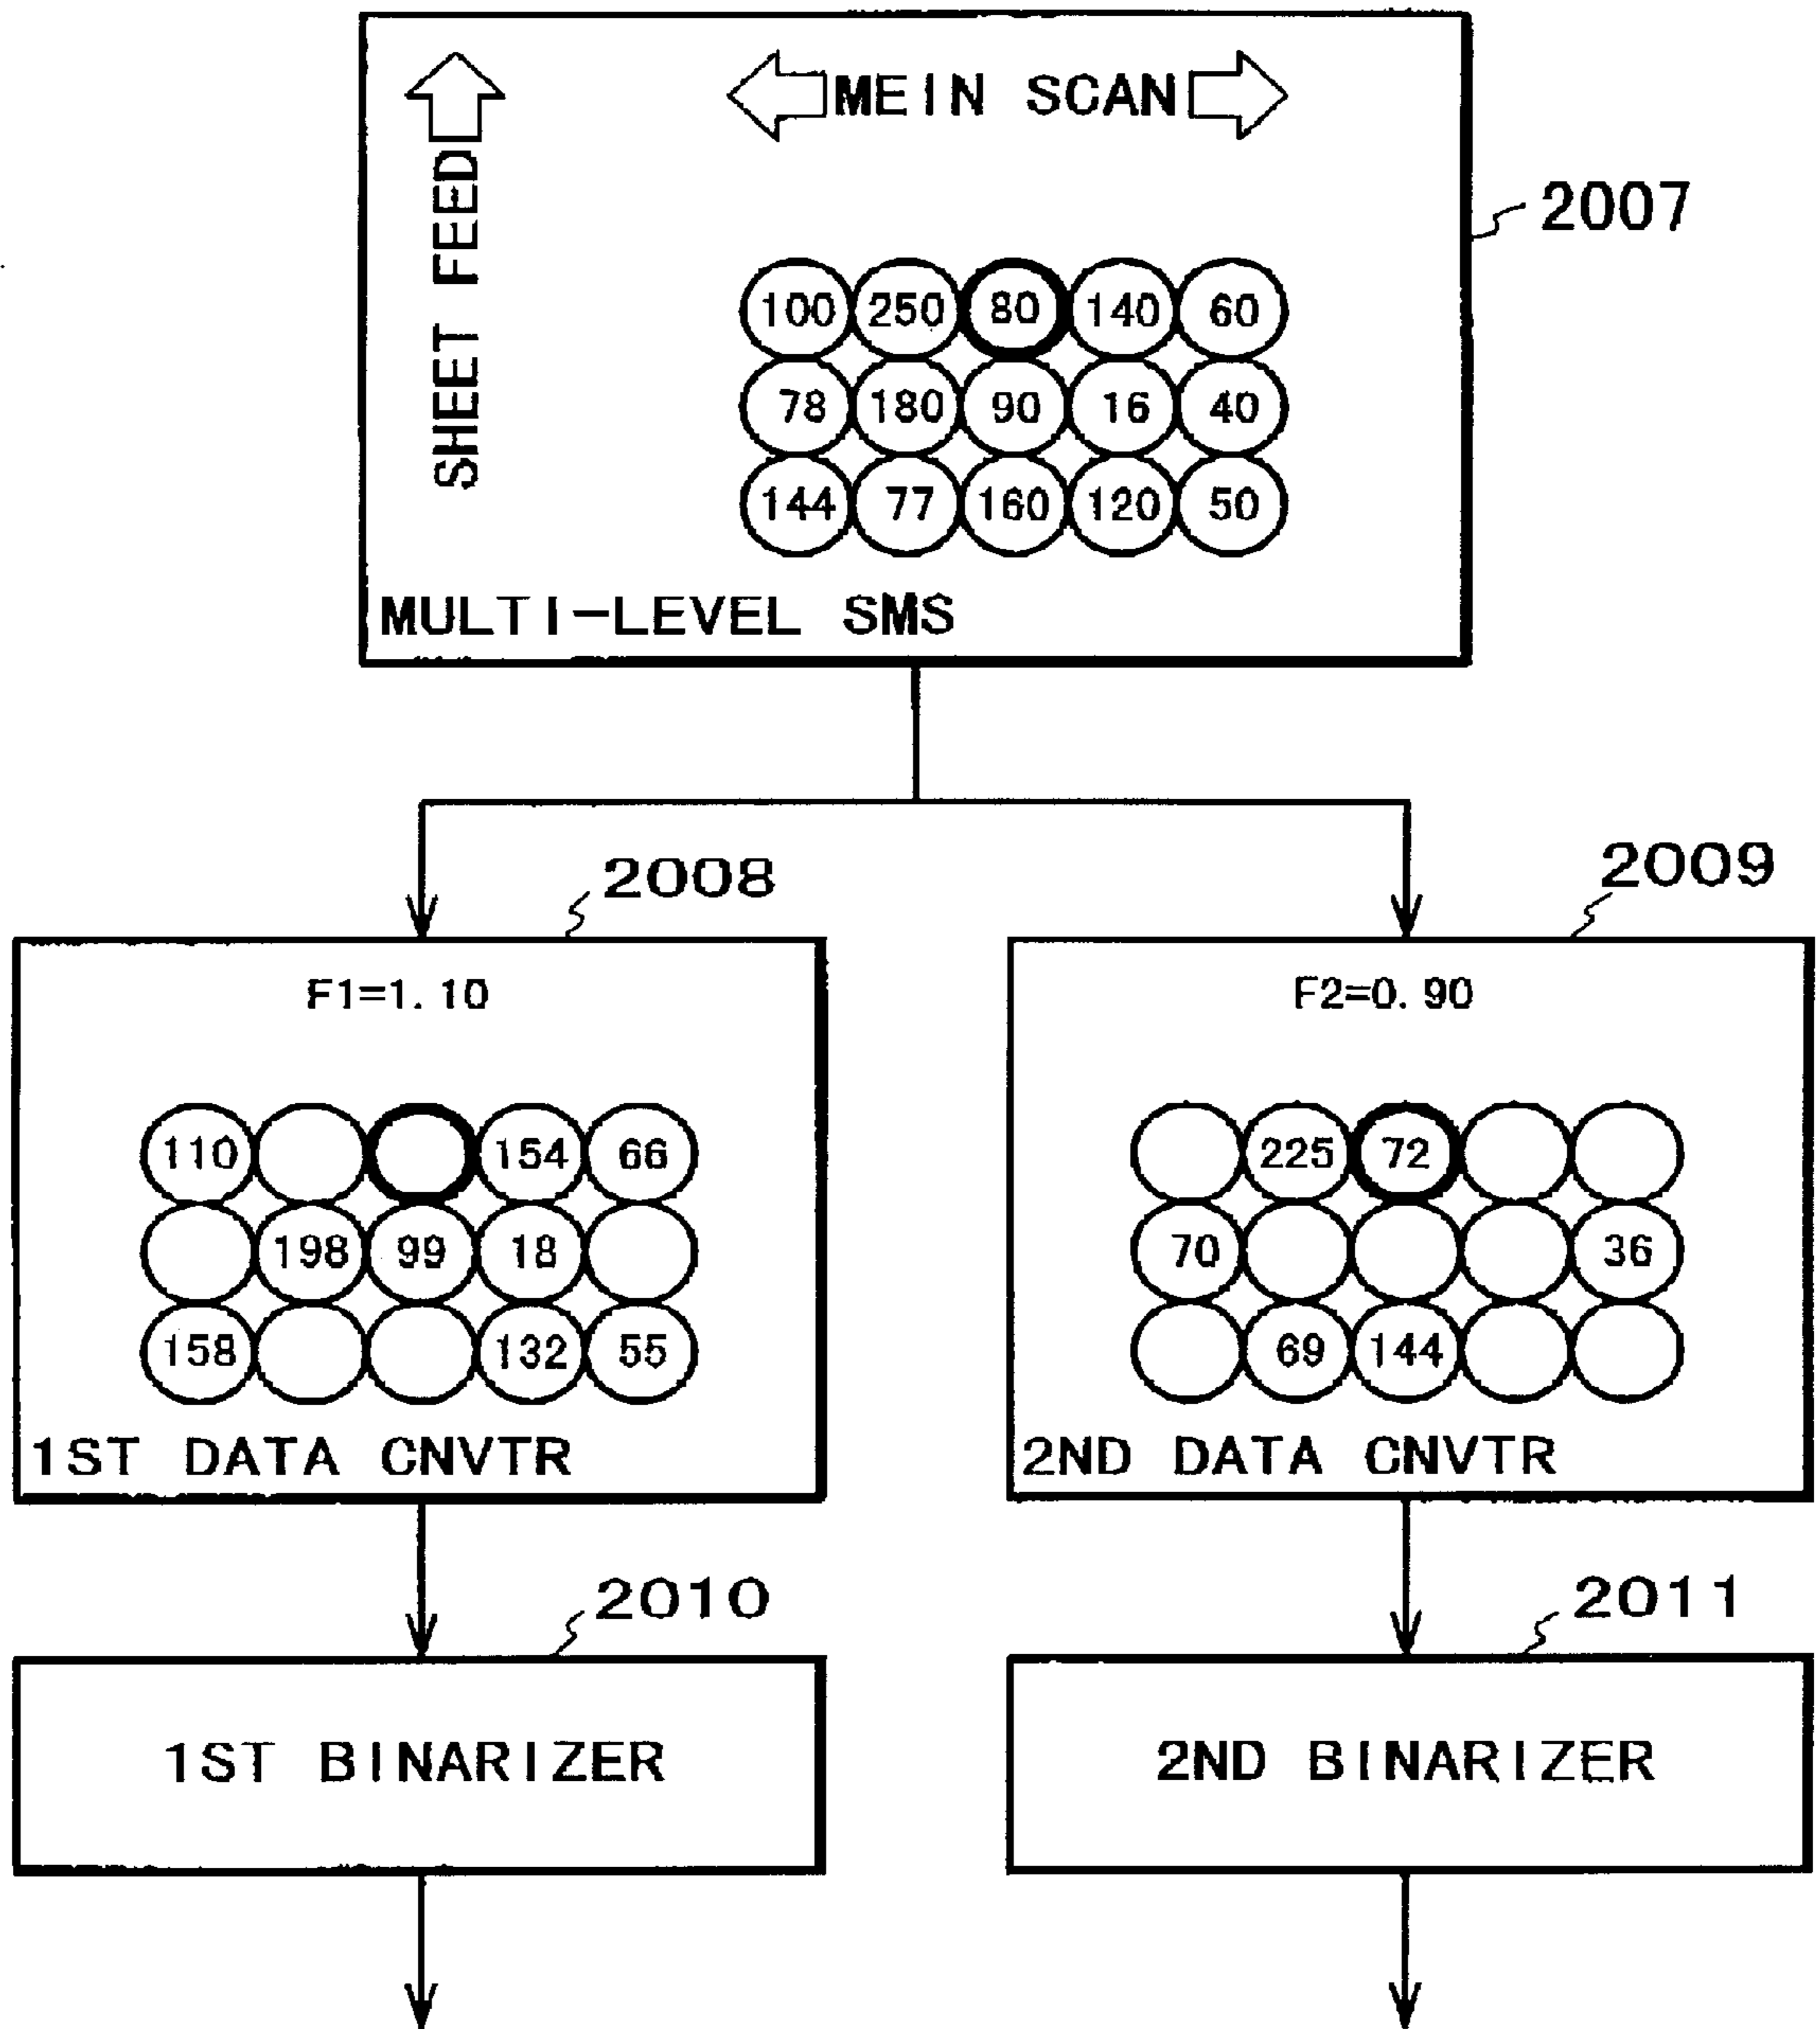 MEIN SCAN
SHEET FEED
2007
100 250 80 140 60
78 180 90 16 40
144 77 160 120 50
MULTI-LEVEL SMS
2008
2009
F1=1.10
110 154 66
198 99 18
158 132 55
1ST DATA CNVTR
F2=0.90
225 72
70 36
69 144
2ND DATA CNVTR
2010
2011
1ST BINARIZER
2ND BINARIZER